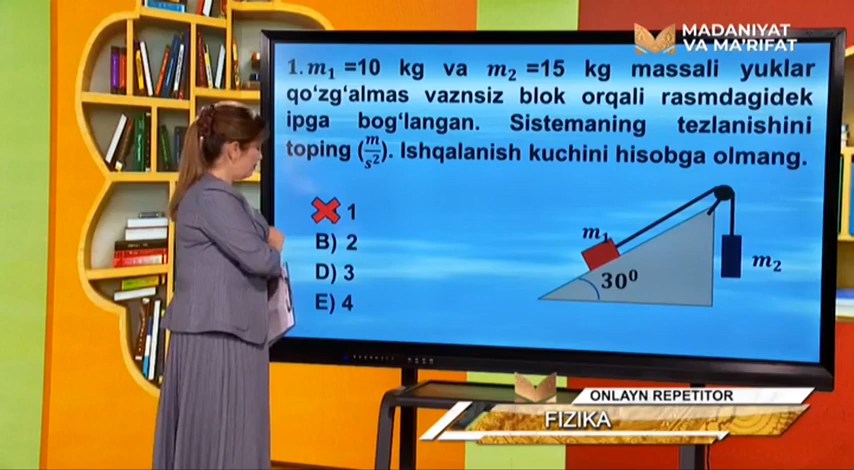 MADANIYAT
VA MA'RIFAT
1. m₁ =10 kg va m₂ =15 kg massali yuklar
qo‘zg‘almas vaznsiz blok orqali rasmdagidek
ipga bog‘langan. Sistemaning tezlanishini
toping (m/s²). Ishqalanish kuchini hisobga olmang.
1
B) 2
D) 3
E) 4
m₁
m₂
30⁰
ONLAYN REPETITOR
FIZIKA